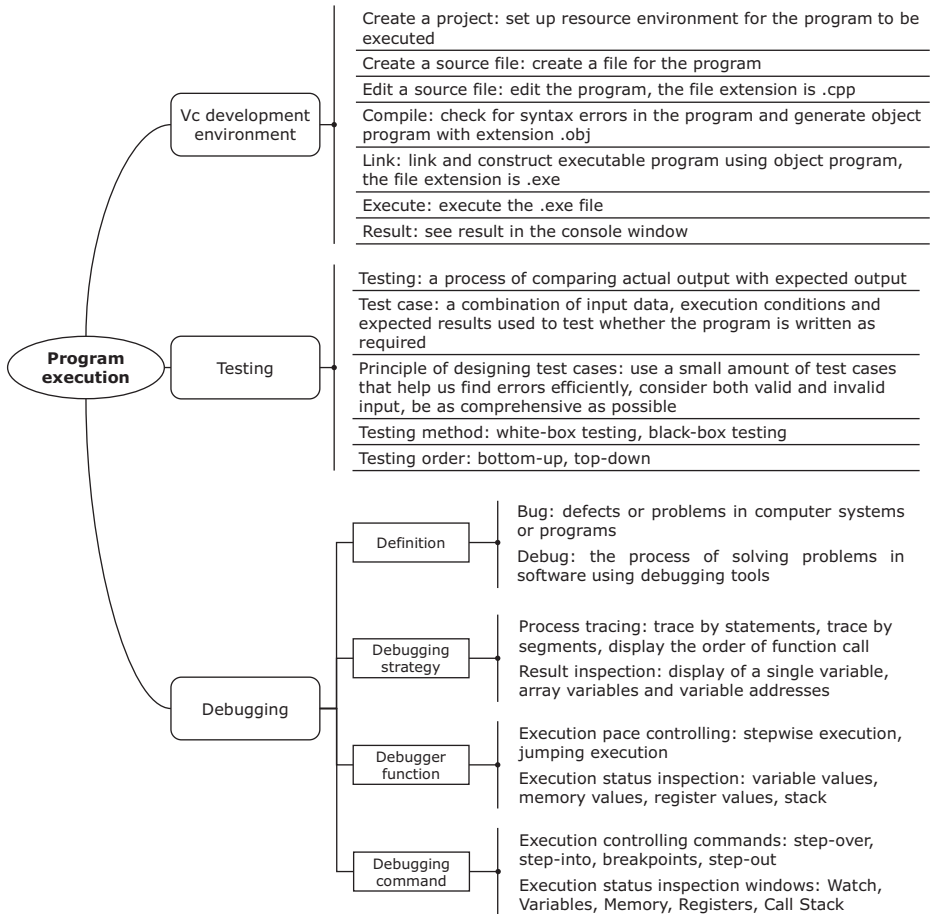 Create a project: set up resource environment for the program to be
executed
Create a source file: create a file for the program
Edit a source file: edit the program, the file extension is .cpp
Vc development
environment
Compile: check for syntax errors in the program and generate object
program with extension .obj
Link: link and construct executable program using object program,
the file extension is .exe
Execute: execute the .exe file
Result: see result in the console window
Testing: a process of comparing actual output with expected output
Test case: a combination of input data, execution conditions and
expected results used to test whether the program is written as
required
Program
execution
Testing
Principle of designing test cases: use a small amount of test cases
that help us find errors efficiently, consider both valid and invalid
input, be as comprehensive as possible
Testing method: white-box testing, black-box testing
Testing order: bottom-up, top-down
Debugging
Definition
Bug: defects or problems in computer systems
or programs
Debug: the process of solving problems in
software using debugging tools
Debugging
strategy
Process tracing: trace by statements, trace by
segments, display the order of function call
Result inspection: display of a single variable,
array variables and variable addresses
Debugger
function
Execution pace controlling: stepwise execution,
jumping execution
Execution status inspection: variable values,
memory values, register values, stack
Debugging
command
Execution controlling commands: step-over,
step-into, breakpoints, step-out
Execution status inspection windows: Watch,
Variables, Memory, Registers, Call Stack